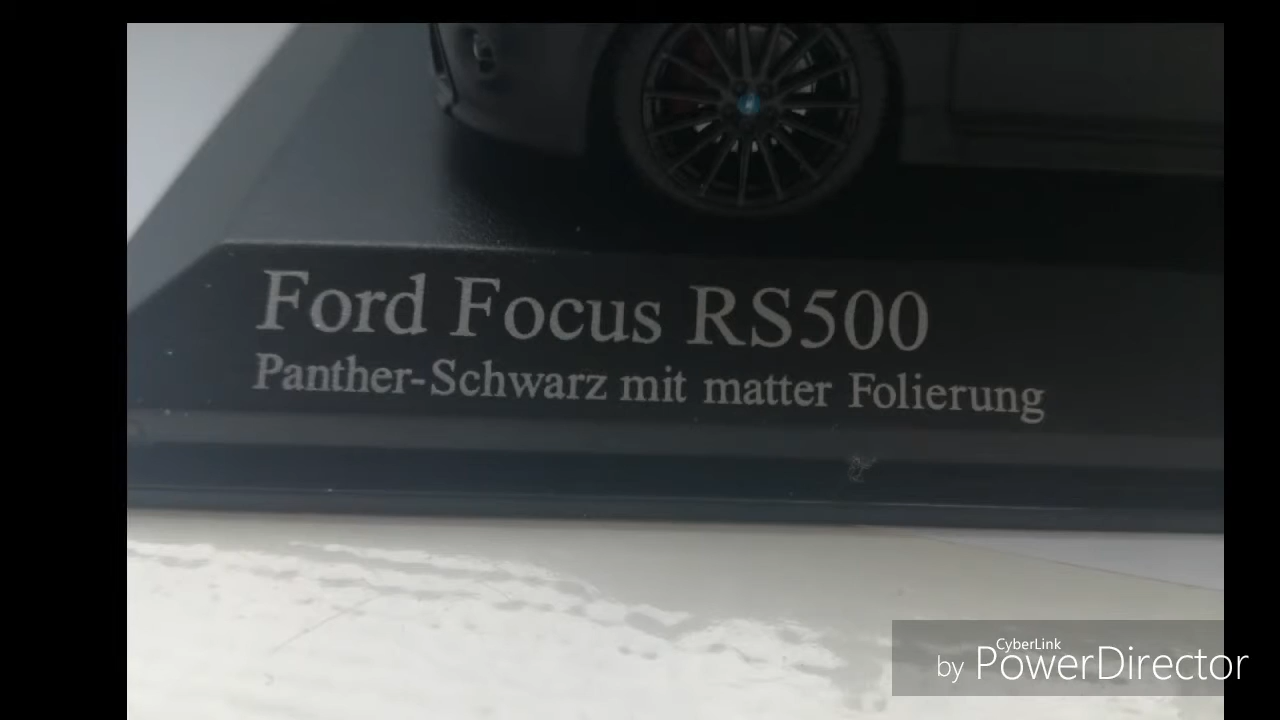 Ford Focus RS500
Panther-Schwarz mit matter Folierung
CyberLink
by PowerDirector